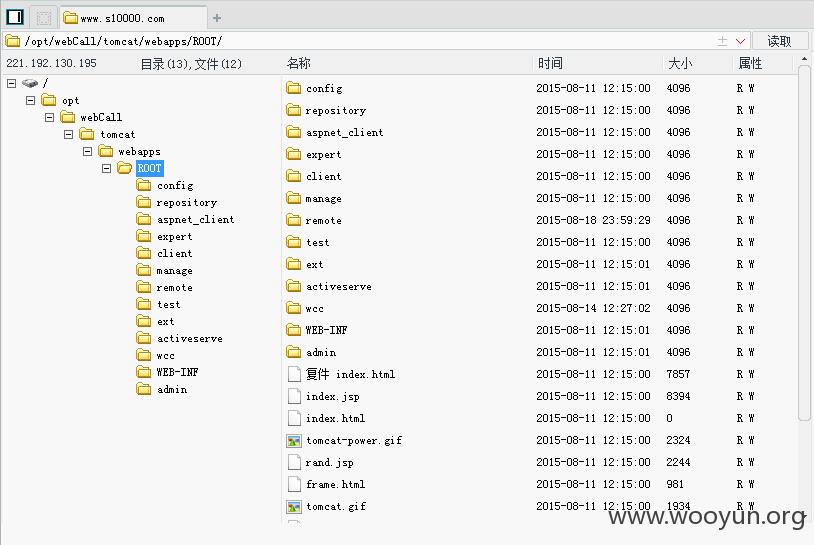 www.s10000.com
/opt/webCall/tomcat/webapps/ROOT/ 读取
221.192.130.195 目录(13),文件(12) 名称 时间 大小 属性
/
opt
webCall
tomcat
webapps
ROOT
config
repository
aspnet_client
expert
client
manage
remote
test
ext
activeserve
wcc
WEB-INF
admin
config 2015-08-11 12:15:00 4096 R W
repository 2015-08-11 12:15:00 4096 R W
aspnet_client 2015-08-11 12:15:00 4096 R W
expert 2015-08-11 12:15:00 4096 R W
client 2015-08-11 12:15:00 4096 R W
manage 2015-08-11 12:15:00 4096 R W
remote 2015-08-18 23:59:29 4096 R W
test 2015-08-11 12:15:00 4096 R W
ext 2015-08-11 12:15:01 4096 R W
activeserve 2015-08-11 12:15:01 4096 R W
wcc 2015-08-14 12:27:02 4096 R W
WEB-INF 2015-08-11 12:15:01 4096 R W
admin 2015-08-11 12:15:01 4096 R W
复件 index.html 2015-08-11 12:15:00 7857 R W
index.jsp 2015-08-11 12:15:00 8394 R W
index.html 2015-08-11 12:15:00 0 R W
tomcat-power.gif 2015-08-11 12:15:00 2324 R W
rand.jsp 2015-08-11 12:15:00 2244 R W
frame.html 2015-08-11 12:15:00 981 R W
tomcat.gif 2015-08-11 12:15:00 1934 R W
www.wooyun.org